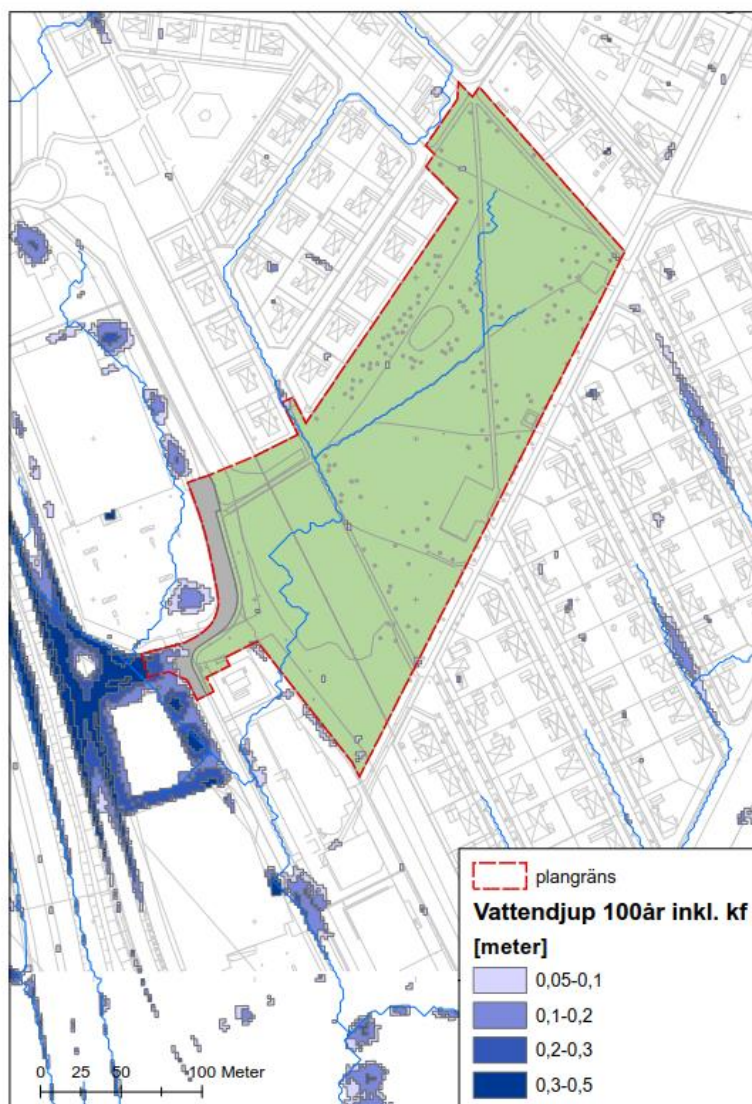 plangräns
Vattendjup 100år inkl. kf
[meter]
0,05-0,1
0,1-0,2
0,2-0,3
0,3-0,5
0 25 50 100 Meter